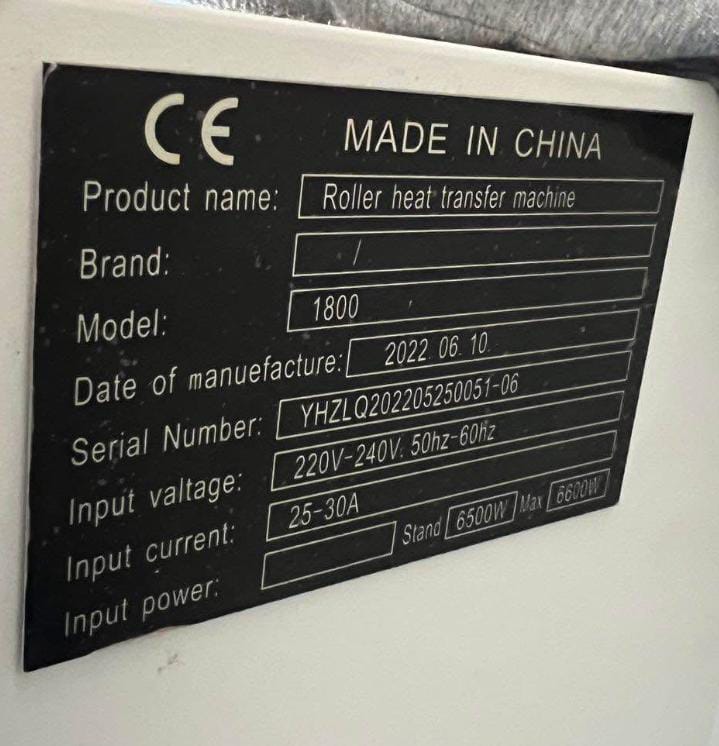 CE MADE IN CHINA
Product name: Roller heat transfer machine
Brand: /
Model: 1800
Date of manuefacture: 2022. 06. 10.
Serial Number: YHZLQ202205250051-06
Input valtage: 220V-240V. 50hz-60hz
Input current: 25-30A
Input power: Stand 6500W Max 6600W